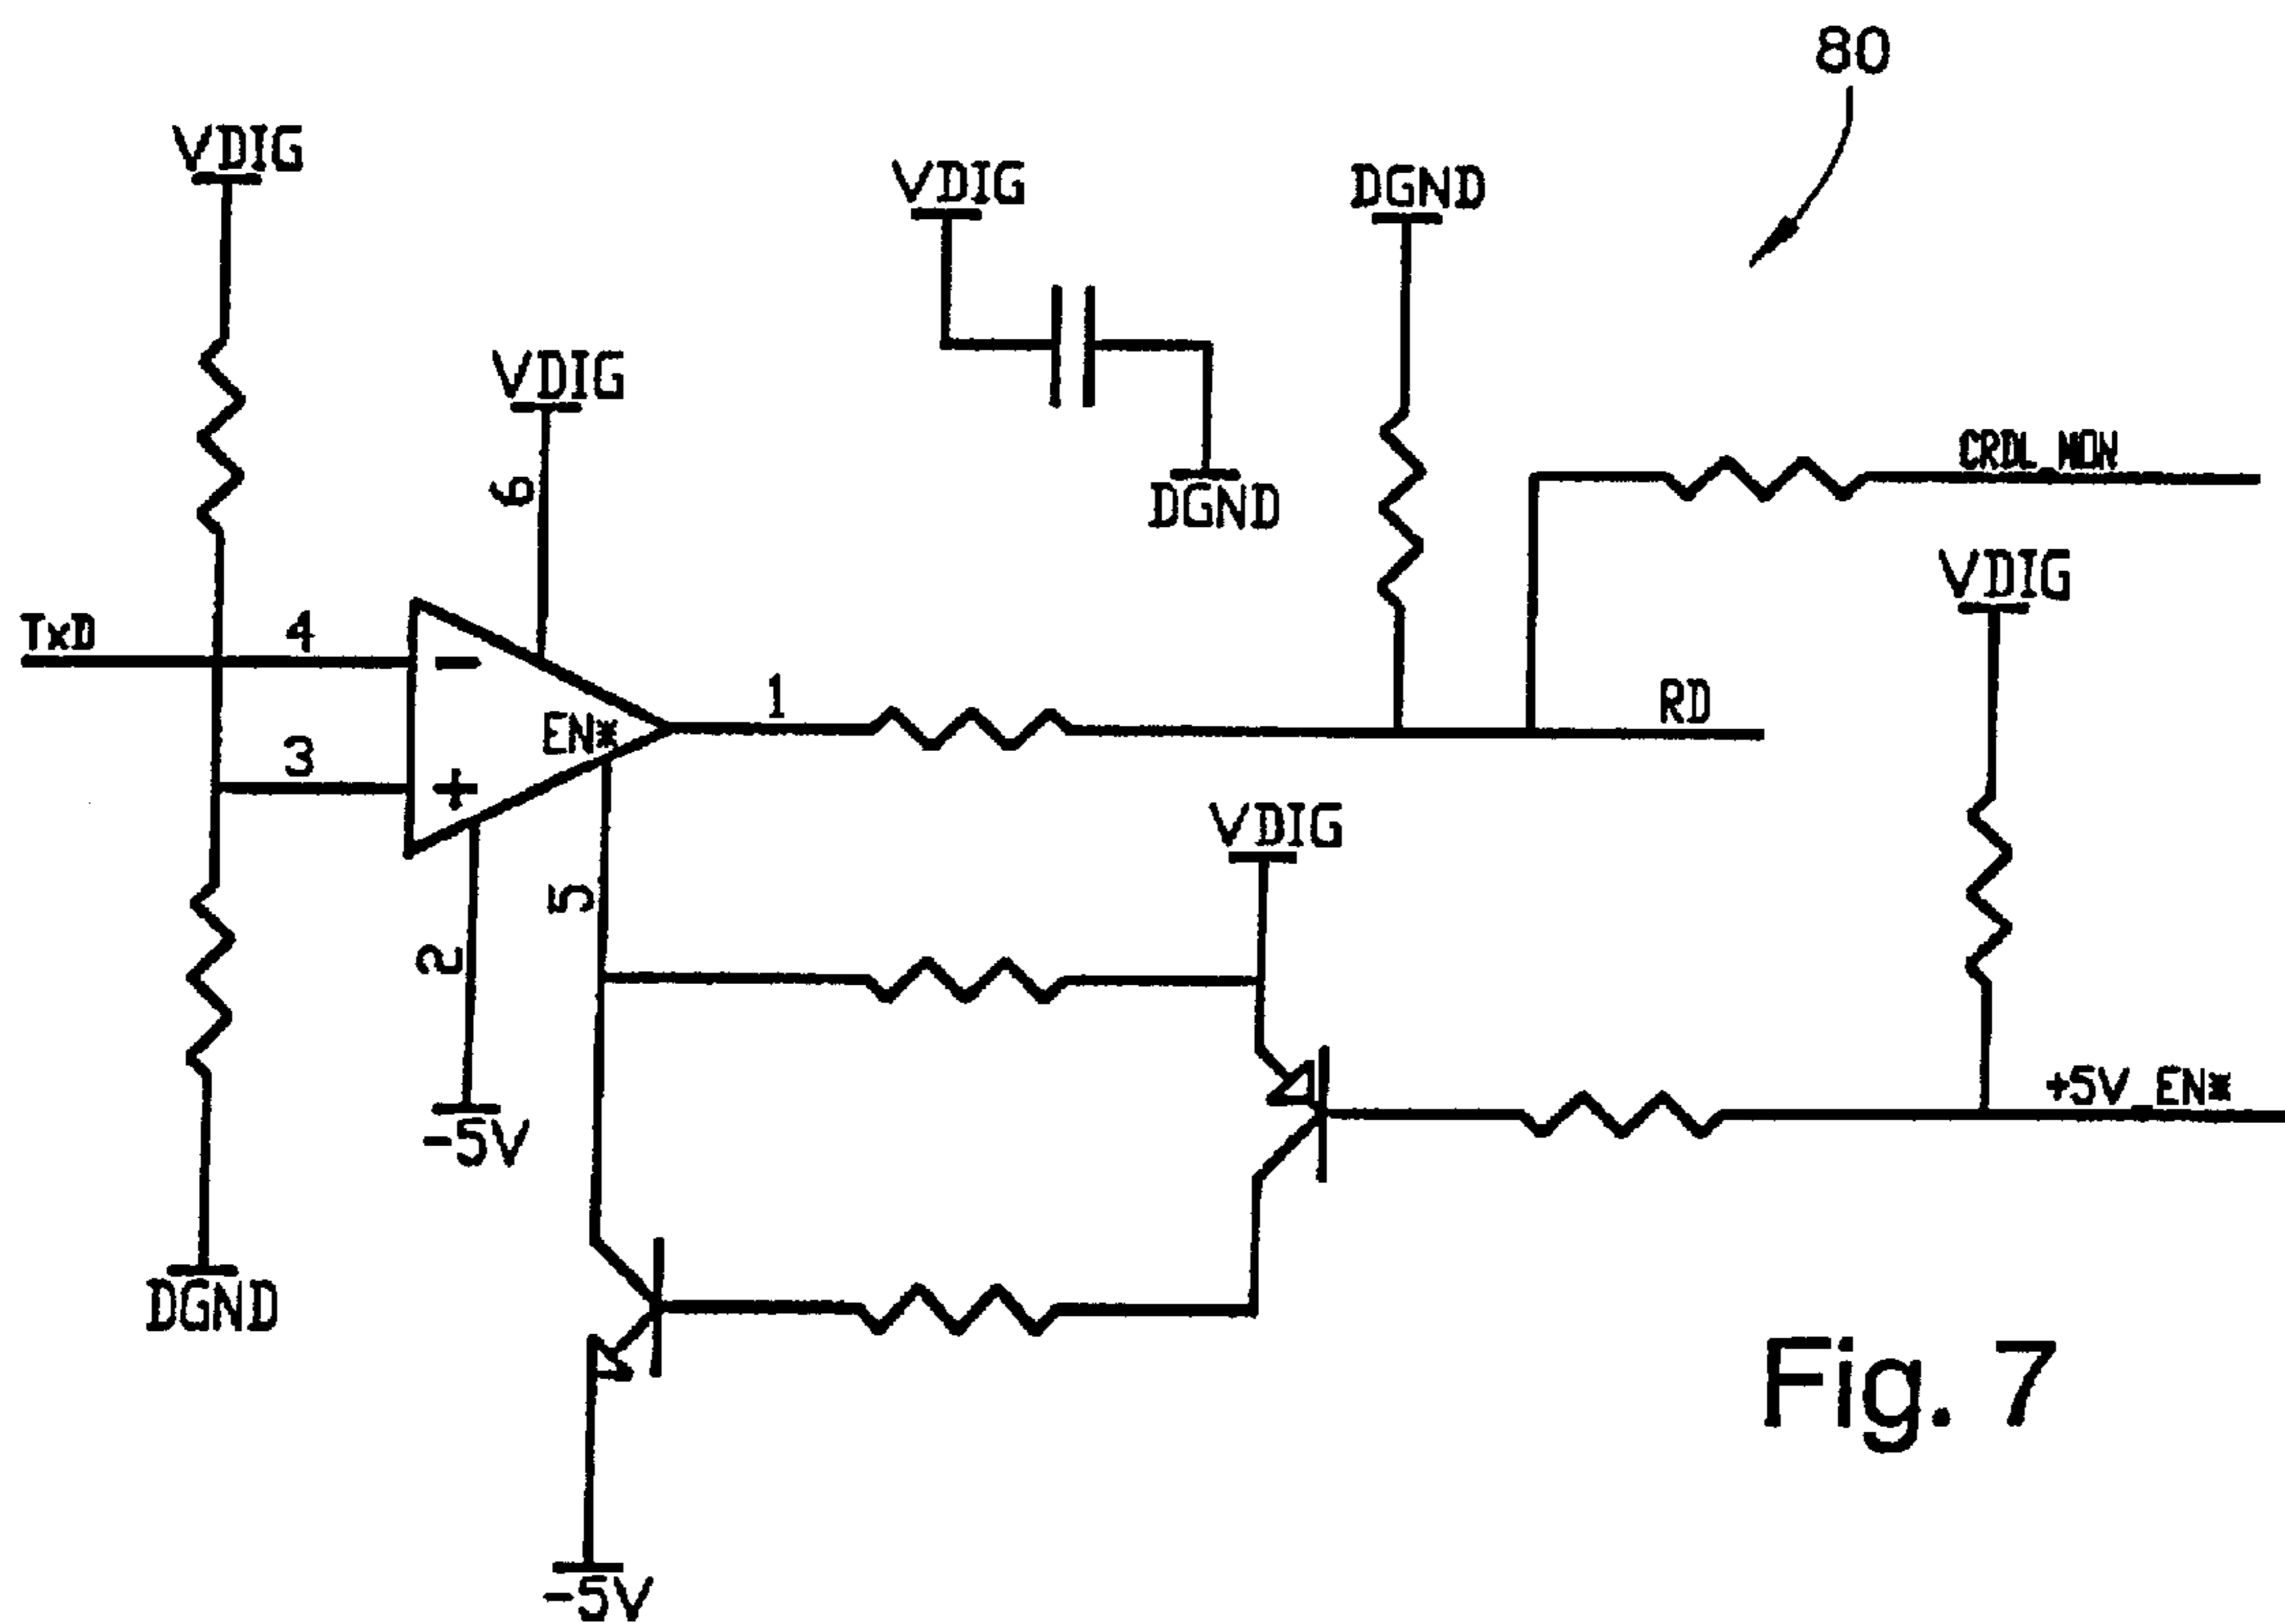 80
VDIG
VDIG
DGND
VDIG
6
DGND
CRDL_MON
VDIG
TxD
4
-
EN*
1
RD
3
+
VDIG
5
2
+5V_EN*
-5V
DGND
Fig. 7
-5V